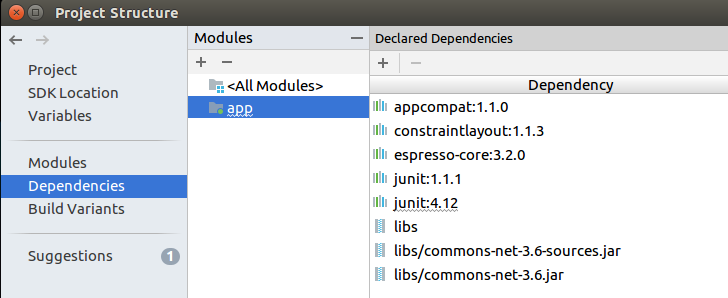 Project Structure
Project
SDK Location
Variables
Modules
Dependencies
Build Variants
Suggestions 1
Modules
<All Modules>
app
Declared Dependencies
Dependency
appcompat:1.1.0
constraintlayout:1.1.3
espresso-core:3.2.0
junit:1.1.1
junit:4.12
libs
libs/commons-net-3.6-sources.jar
libs/commons-net-3.6.jar